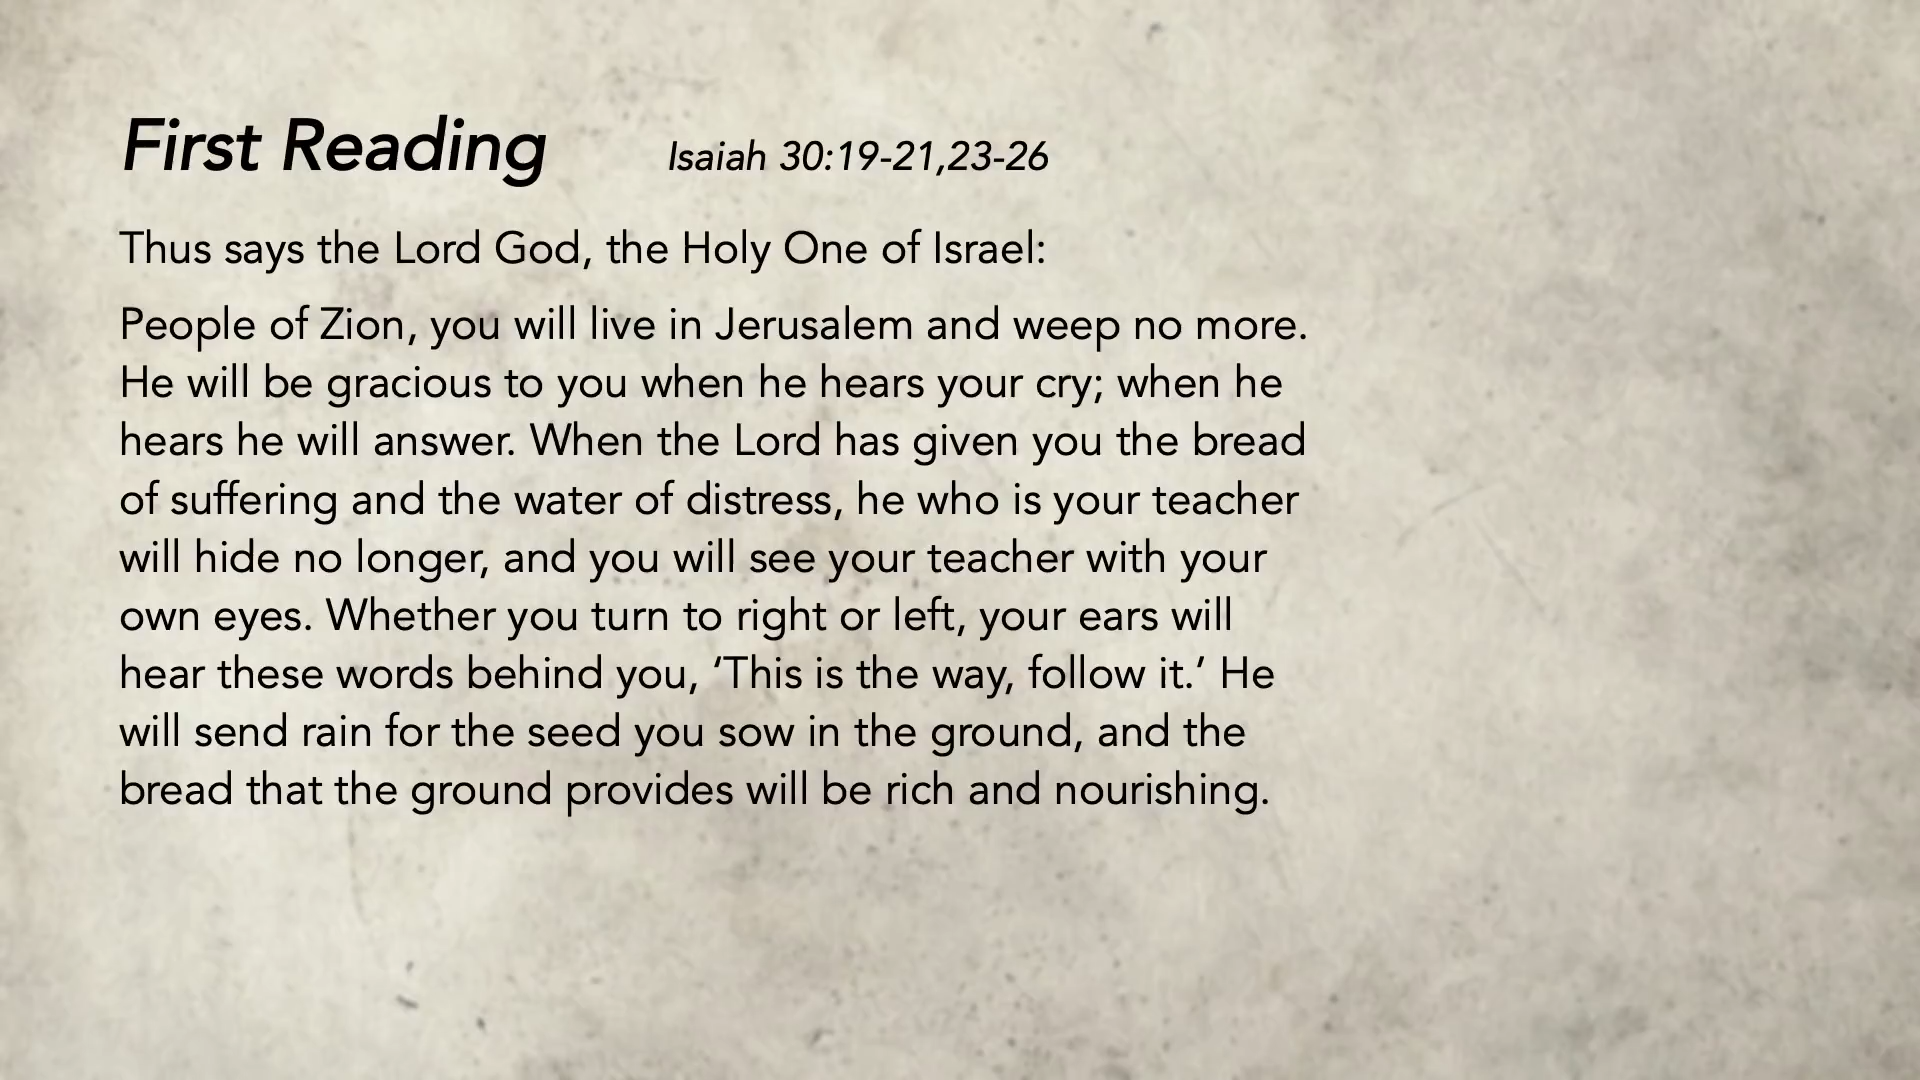 First Reading Isaiah 30:19-21,23-26
Thus says the Lord God, the Holy One of Israel:
People of Zion, you will live in Jerusalem and weep no more.
He will be gracious to you when he hears your cry; when he
hears he will answer. When the Lord has given you the bread
of suffering and the water of distress, he who is your teacher
will hide no longer, and you will see your teacher with your
own eyes. Whether you turn to right or left, your ears will
hear these words behind you, ‘This is the way, follow it.’ He
will send rain for the seed you sow in the ground, and the
bread that the ground provides will be rich and nourishing.